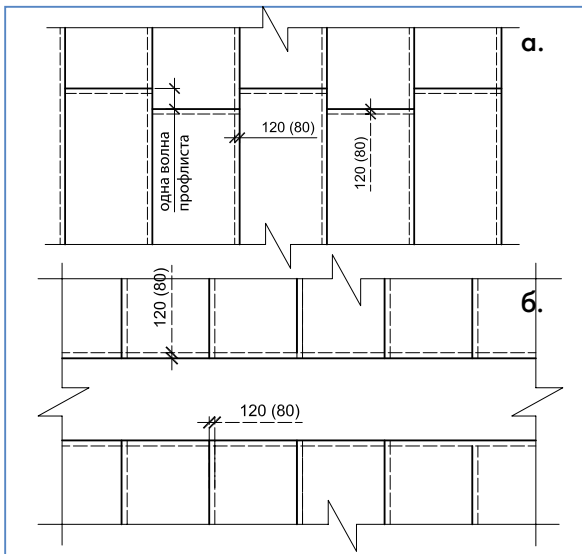 а.
120 (80)
одна волна
профлиста
120 (80)
120 (80)
б.
120 (80)